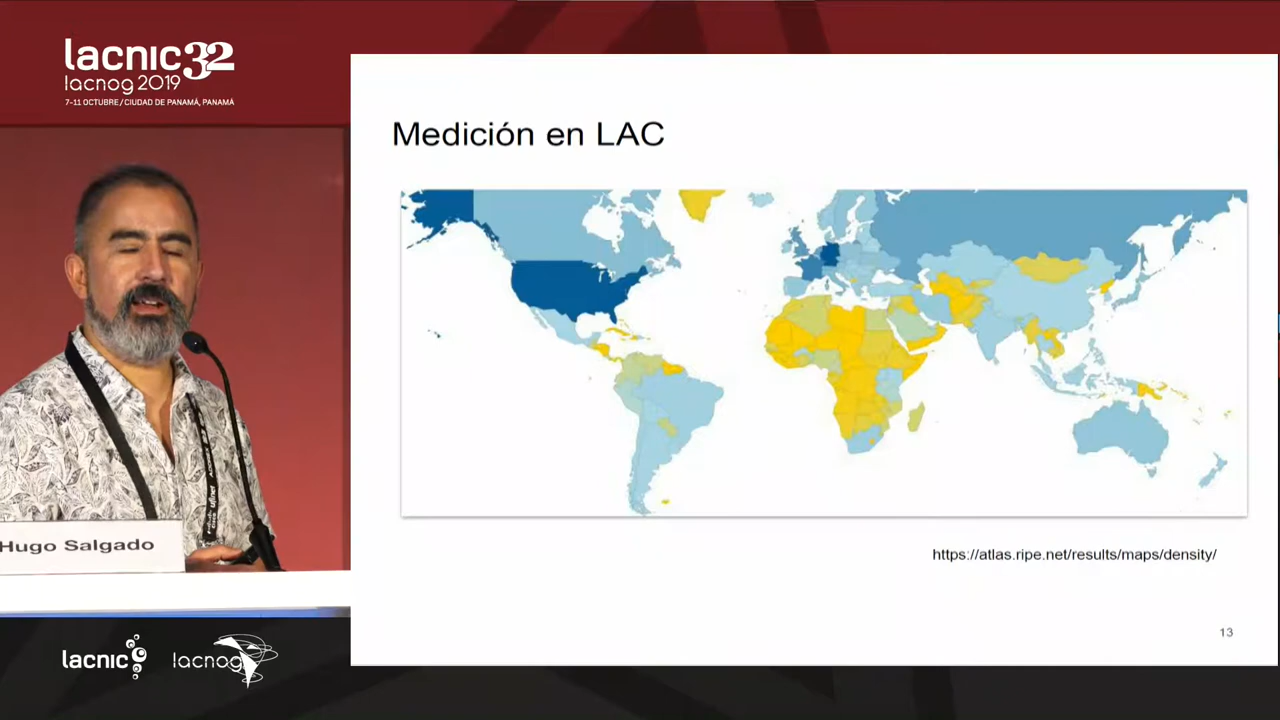 lacnic32
lacnog 2019
7-11 OCTUBRE / CIUDAD DE PANAMÁ, PANAMÁ
Medición en LAC
https://atlas.ripe.net/results/maps/density/
13
ufinet
Hugo Salgado
lacnic
lacnog